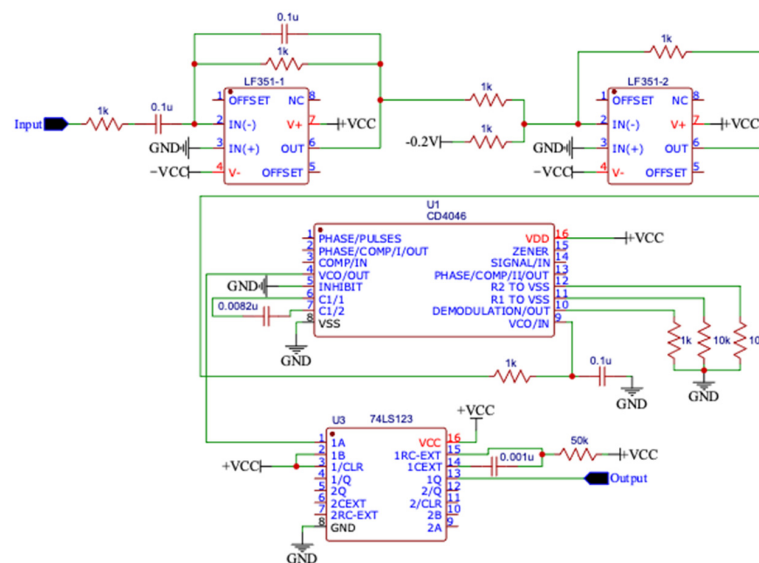 0.1u
1k
LF351-1
1k
0.1u
Input
1 OFFSET NC 8
2 IN(-) V+ 7 +VCC
GND 3 IN(+) OUT 6
-VCC 4 V- OFFSET 5
1k
-0.2V 1k
1k
LF351-2
1 OFFSET NC 8
2 IN(-) V+ 7 +VCC
GND 3 IN(+) OUT 6
-VCC 4 V- OFFSET 5
U1
CD4046
1 PHASE/PULSES VDD 16 +VCC
2 PHASE/COMP/I/OUT ZENER 15
3 COMP/IN SIGNAL/IN 14
4 VCO/OUT PHASE/COMP/II/OUT 13
GND 5 INHIBIT R2 TO VSS 12
6 C1/1 R1 TO VSS 11
0.0082u 7 C1/2 DEMODULATION/OUT 10
8 VSS VCO/IN 9
GND
1k 10k 10
GND
1k 0.1u
GND
U3 74LS123
+VCC
1 1A VCC 16
2 1B 1RC-EXT 15
+VCC 3 1/CLR 1CEXT 14
0.001u 50k +VCC
4 1/Q 1Q 13 Output
5 2Q 2/Q 12
6 2CEXT 2/CLR 11
7 2RC-EXT 2B 10
8 GND 2A 9
GND